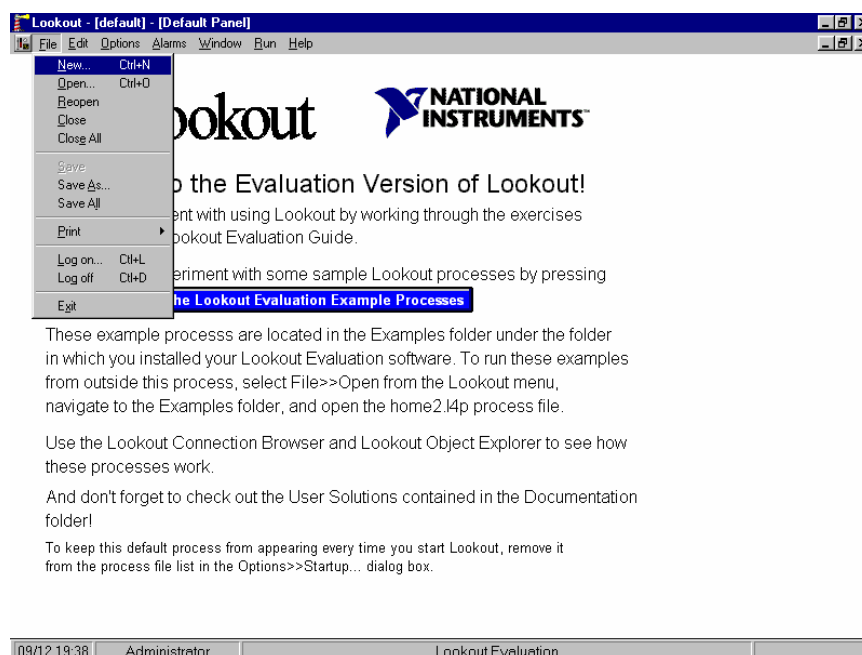 Lookout - [default] - [Default Panel]
File Edit Options Alarms Window Run Help
New... Ctrl+N
Open... Ctrl+O
Reopen
Close
Close All
Save
Save As...
Save All
Print
Log on... Ctl+L
Log off Ctl+D
Exit
ookout
NATIONAL
INSTRUMENTS™
the Evaluation Version of Lookout!
with using Lookout by working through the exercises
Evaluation Guide.
with some sample Lookout processes by pressing
Lookout Evaluation Example Processes
These example processs are located in the Examples folder under the folder
in which you installed your Lookout Evaluation software. To run these examples
from outside this process, select File>>Open from the Lookout menu,
navigate to the Examples folder, and open the home2.l4p process file.
Use the Lookout Connection Browser and Lookout Object Explorer to see how
these processes work.
And don't forget to check out the User Solutions contained in the Documentation
folder!
To keep this default process from appearing every time you start Lookout, remove it
from the process file list in the Options>>Startup... dialog box.
09/12 19:38 Administrator Lookout Evaluation